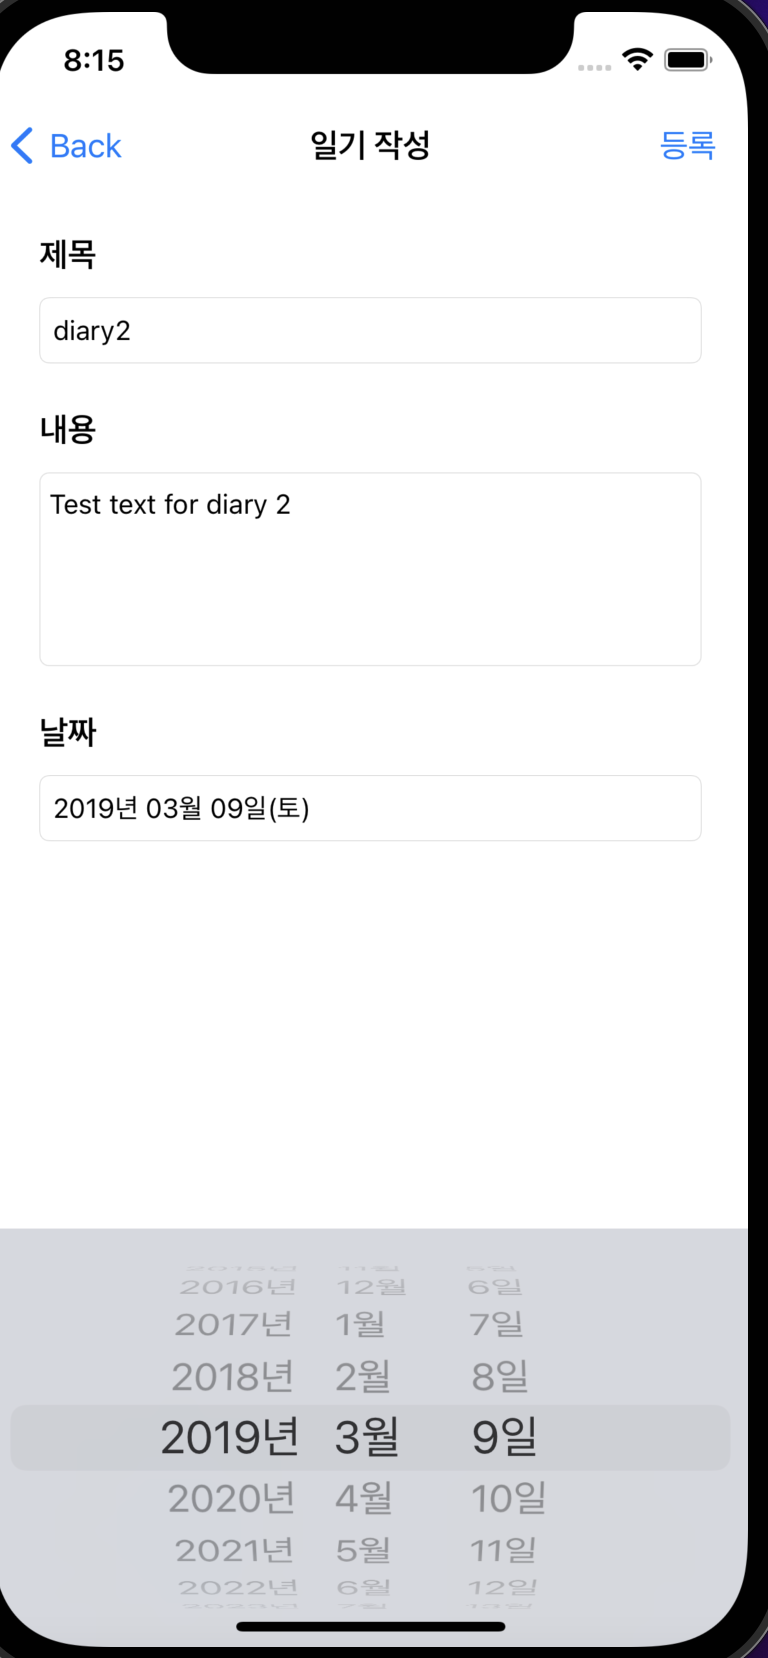 8:15
Back 일기 작성 등록
제목
diary2
내용
Test text for diary 2
날짜
2019년 03월 09일(토)
2016년 12월 6일
2017년 1월 7일
2018년 2월 8일
2019년 3월 9일
2020년 4월 10일
2021년 5월 11일
2022년 6월 12일